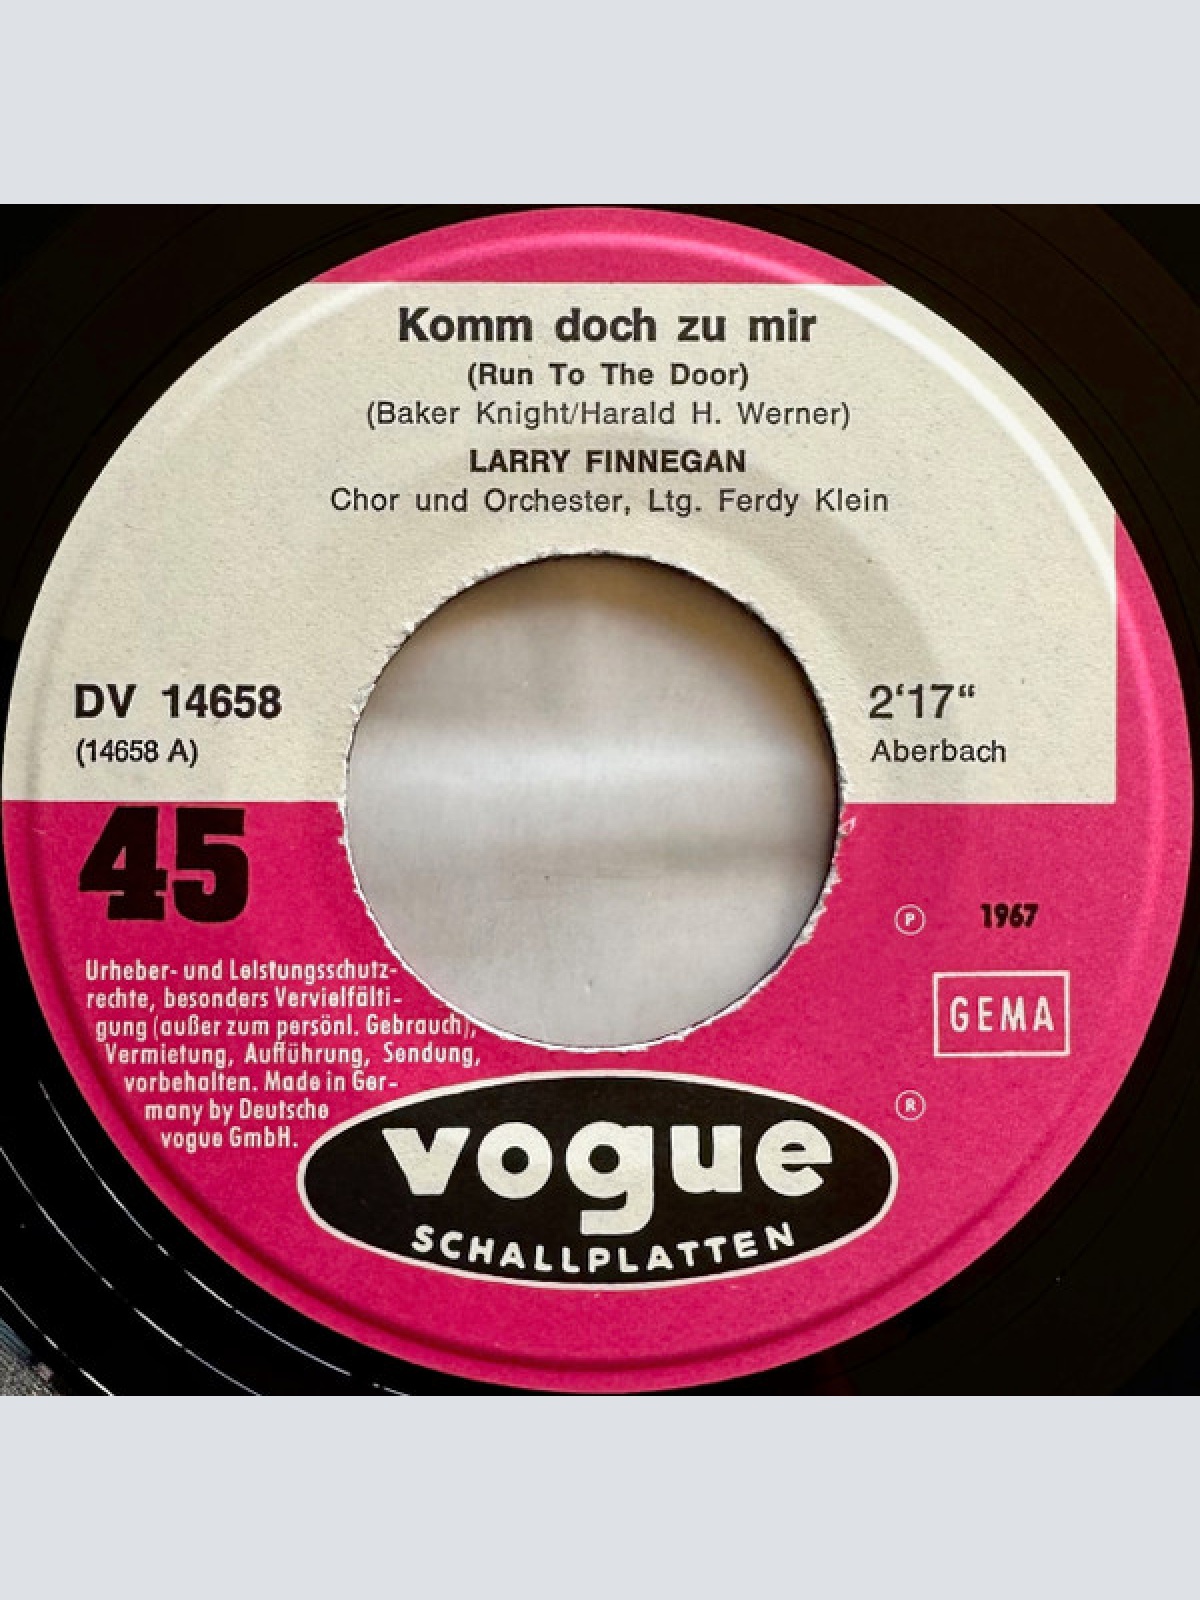 Komm doch zu mir
(Run To The Door)
(Baker Knight/Harald H. Werner)
LARRY FINNEGAN
Chor und Orchester, Ltg. Ferdy Klein
DV 14658
(14658 A)
2‘17“
Aberbach
45
Ⓟ 1967
GEMA
Urheber- und Leistungsschutz-
rechte, besonders Vervielfälti-
gung (außer zum persönl. Gebrauch),
Vermietung, Aufführung, Sendung,
vorbehalten. Made in Ger-
many by Deutsche
vogue GmbH.
®
vogue
SCHALLPLATTEN